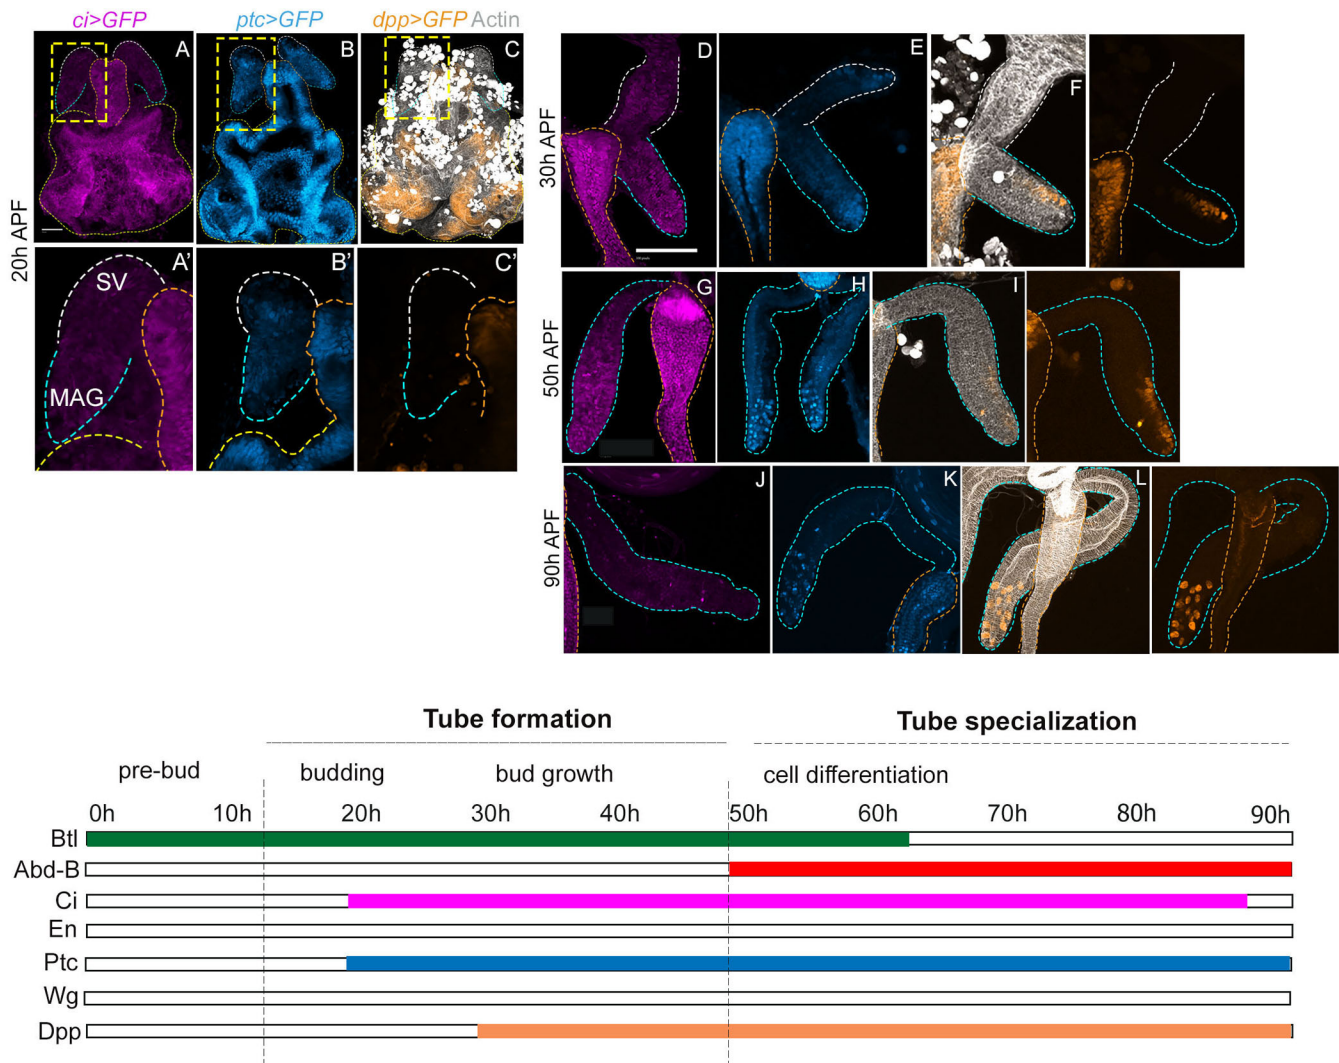 ci>GFP ptc>GFP dpp>GFP Actin
20h APF
A B C
A' B' C'
SV
MAG
30h APF
D E F
50h APF
G H I
90h APF
J K L
Tube formation Tube specialization
pre-bud budding bud growth cell differentiation
0h 10h 20h 30h 40h 50h 60h 70h 80h 90h
Btl
Abd-B
Ci
En
Ptc
Wg
Dpp